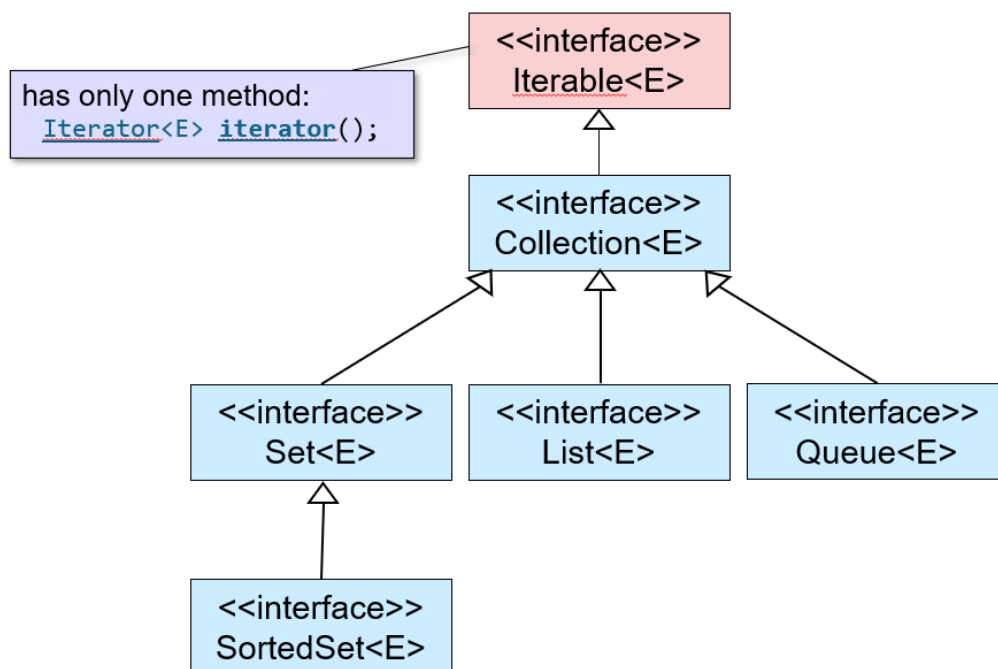 <<interface>>
Iterable<E>
has only one method:
Iterator<E> iterator();
<<interface>>
Collection<E>
<<interface>>
Set<E>
<<interface>>
List<E>
<<interface>>
Queue<E>
<<interface>>
SortedSet<E>